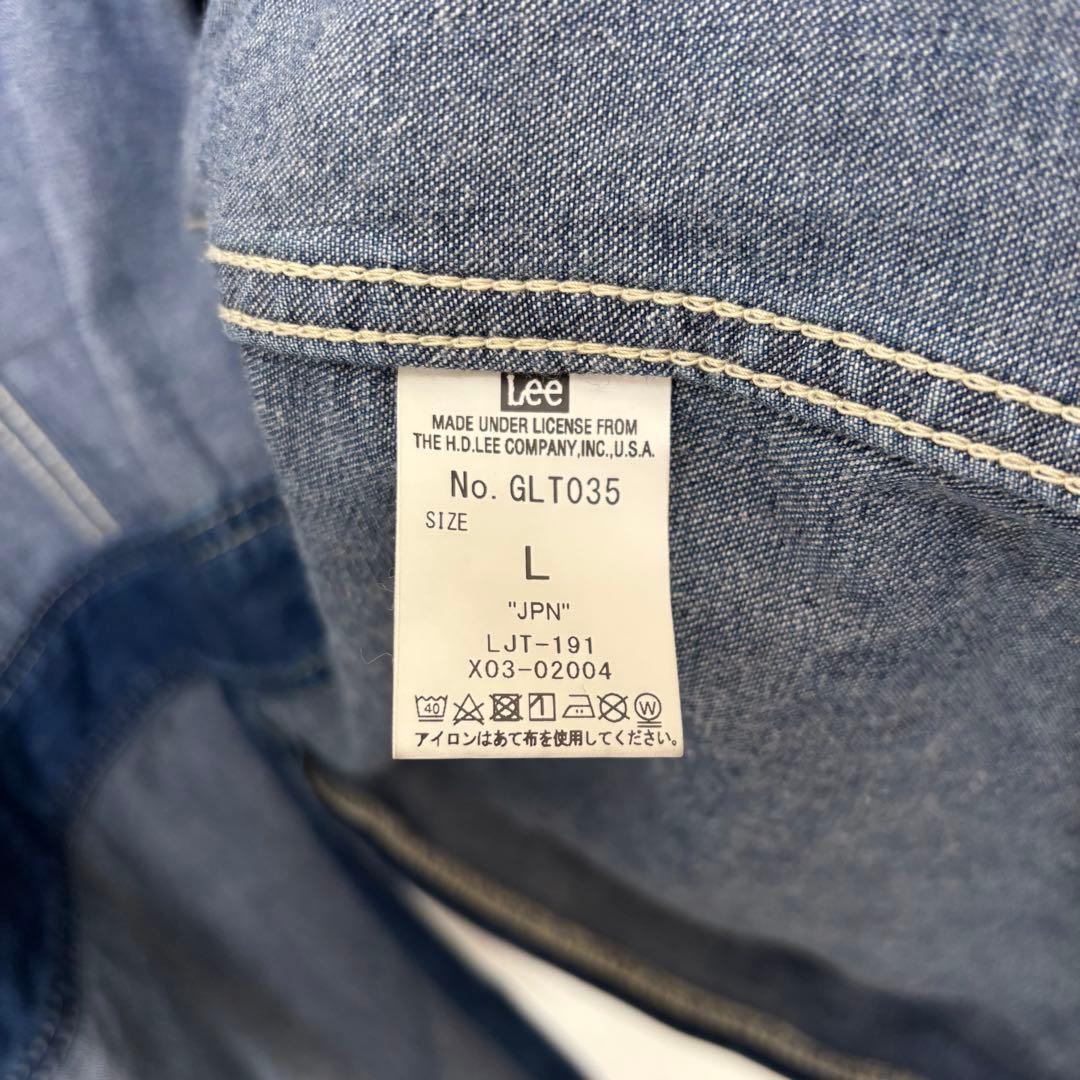 Lee
MADE UNDER LICENSE FROM
THE H.D.LEE COMPANY,INC.,U.S.A.
No. GLT035
SIZE
L
"JPN"
LJT-191
X03-02004
40 W
アイロンはあて布を使用してください。